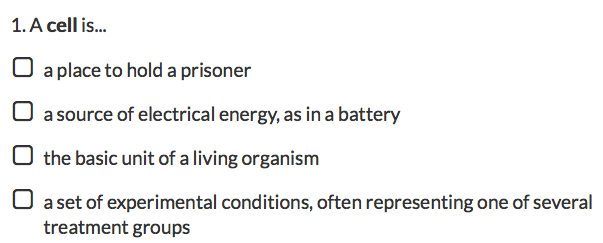 1. A cell is...
a place to hold a prisoner
a source of electrical energy, as in a battery
the basic unit of a living organism
a set of experimental conditions, often representing one of several
treatment groups